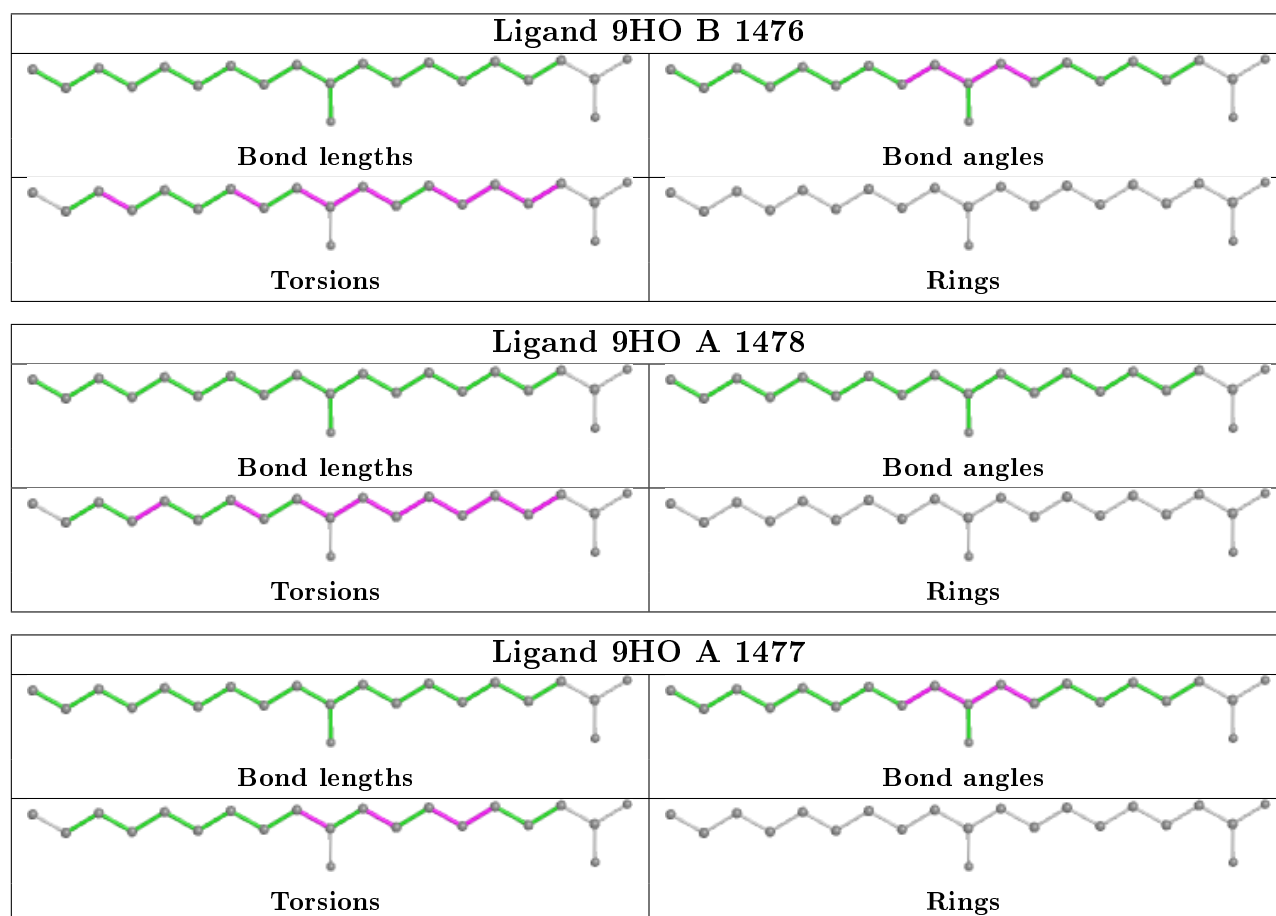 Ligand 9HO B 1476
Bond lengths
Bond angles
Torsions
Rings
Ligand 9HO A 1478
Bond lengths
Bond angles
Torsions
Rings
Ligand 9HO A 1477
Bond lengths
Bond angles
Torsions
Rings